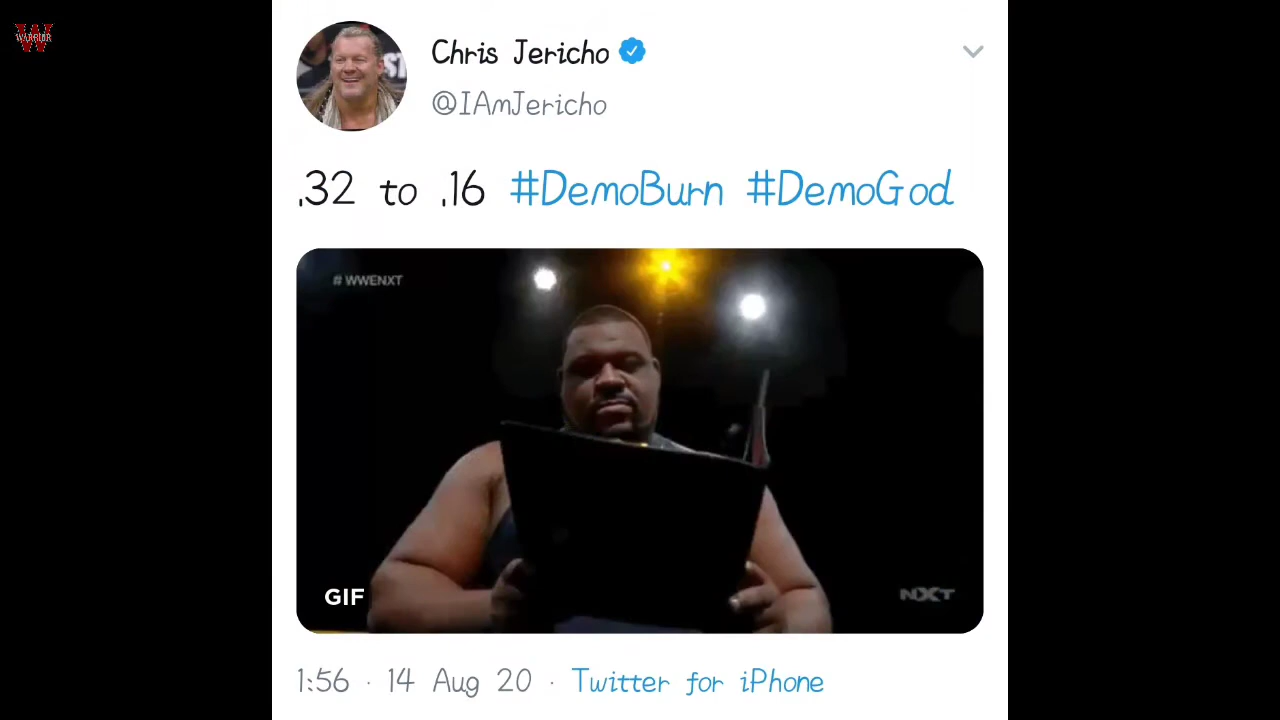 WARRIOR
Chris Jericho
@IAmJericho
.32 to .16 #DemoBurn #DemoGod
# WWENXT
GIF
NXT
1:56 · 14 Aug 20 · Twitter for iPhone